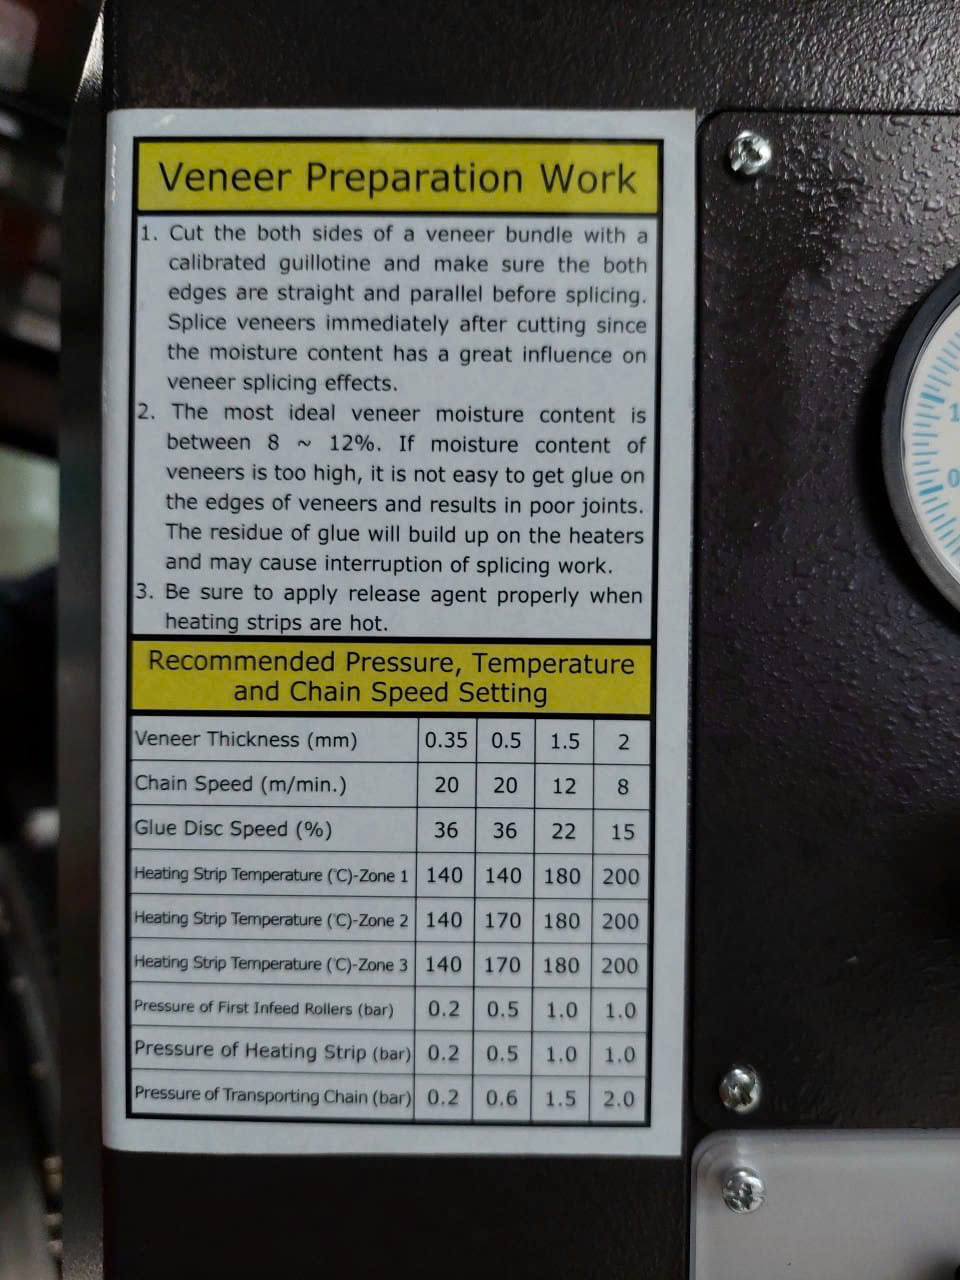 Veneer Preparation Work
1. Cut the both sides of a veneer bundle with a
calibrated guillotine and make sure the both
edges are straight and parallel before splicing.
Splice veneers immediately after cutting since
the moisture content has a great influence on
veneer splicing effects.
2. The most ideal veneer moisture content is
between 8 ~ 12%. If moisture content of
veneers is too high, it is not easy to get glue on
the edges of veneers and results in poor joints.
The residue of glue will build up on the heaters
and may cause interruption of splicing work.
3. Be sure to apply release agent properly when
heating strips are hot.
Recommended Pressure, Temperature
and Chain Speed Setting
Veneer Thickness (mm) 0.35 0.5 1.5 2
Chain Speed (m/min.) 20 20 12 8
Glue Disc Speed (%) 36 36 22 15
Heating Strip Temperature (℃)-Zone 1 140 140 180 200
Heating Strip Temperature (℃)-Zone 2 140 170 180 200
Heating Strip Temperature (℃)-Zone 3 140 170 180 200
Pressure of First Infeed Rollers (bar) 0.2 0.5 1.0 1.0
Pressure of Heating Strip (bar) 0.2 0.5 1.0 1.0
Pressure of Transporting Chain (bar) 0.2 0.6 1.5 2.0
1
0